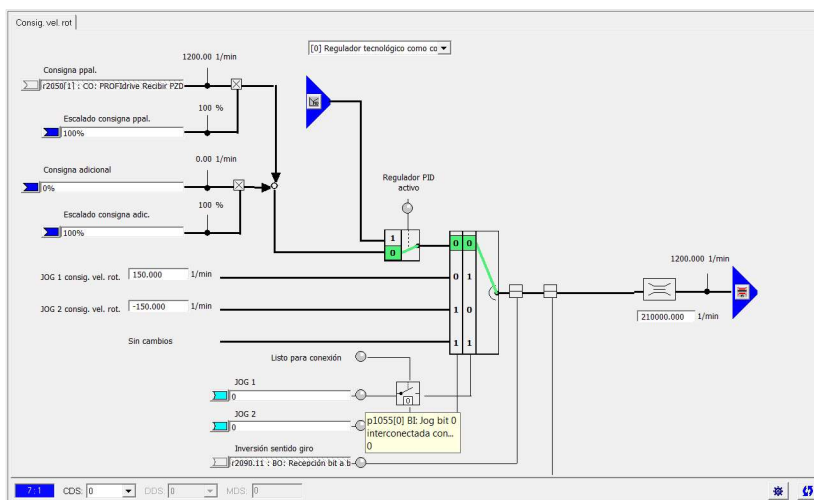 Consig. vel. rot
[0] Regulador tecnológico como co
1200.00 1/min
Consigna ppal.
r2050[1] : CO: PROFIdrive Recibir PZD
100 %
Escalado consigna ppal.
100%
0.00 1/min
Consigna adicional
0%
100 %
Escalado consigna adic.
100%
Regulador PID
activo
1
0
0 0
0 1
1 0
1 1
JOG 1 consig. vel. rot. 150.000 1/min
JOG 2 consig. vel. rot. -150.000 1/min
Sin cambios
1200.000 1/min
210000.000 1/min
Listo para conexión
JOG 1
0
0
JOG 2
0
p1055[0] BI: Jog bit 0
interconectada con...
0
Inversión sentido giro
r2090.11 : BO: Recepción bit a b
7:1 CDS: 0 DDS: 0 MDS: 0